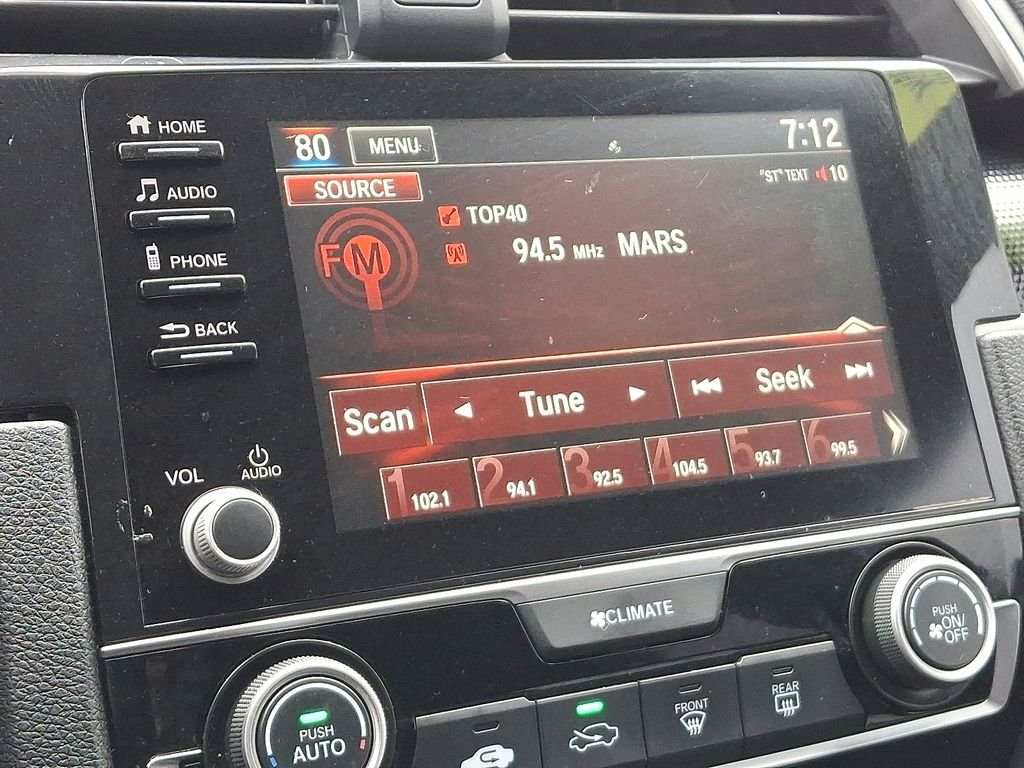 HOME
AUDIO
PHONE
BACK
VOL
AUDIO
80 MENU 7:12
SOURCE "ST" TEXT 10
TOP40
FM
94.5 MHz MARS
Scan Tune Seek
1 102.1 2 94.1 3 92.5 4 104.5 5 93.7 6 99.5
CLIMATE
PUSH
ON/
OFF
PUSH
AUTO
FRONT
REAR